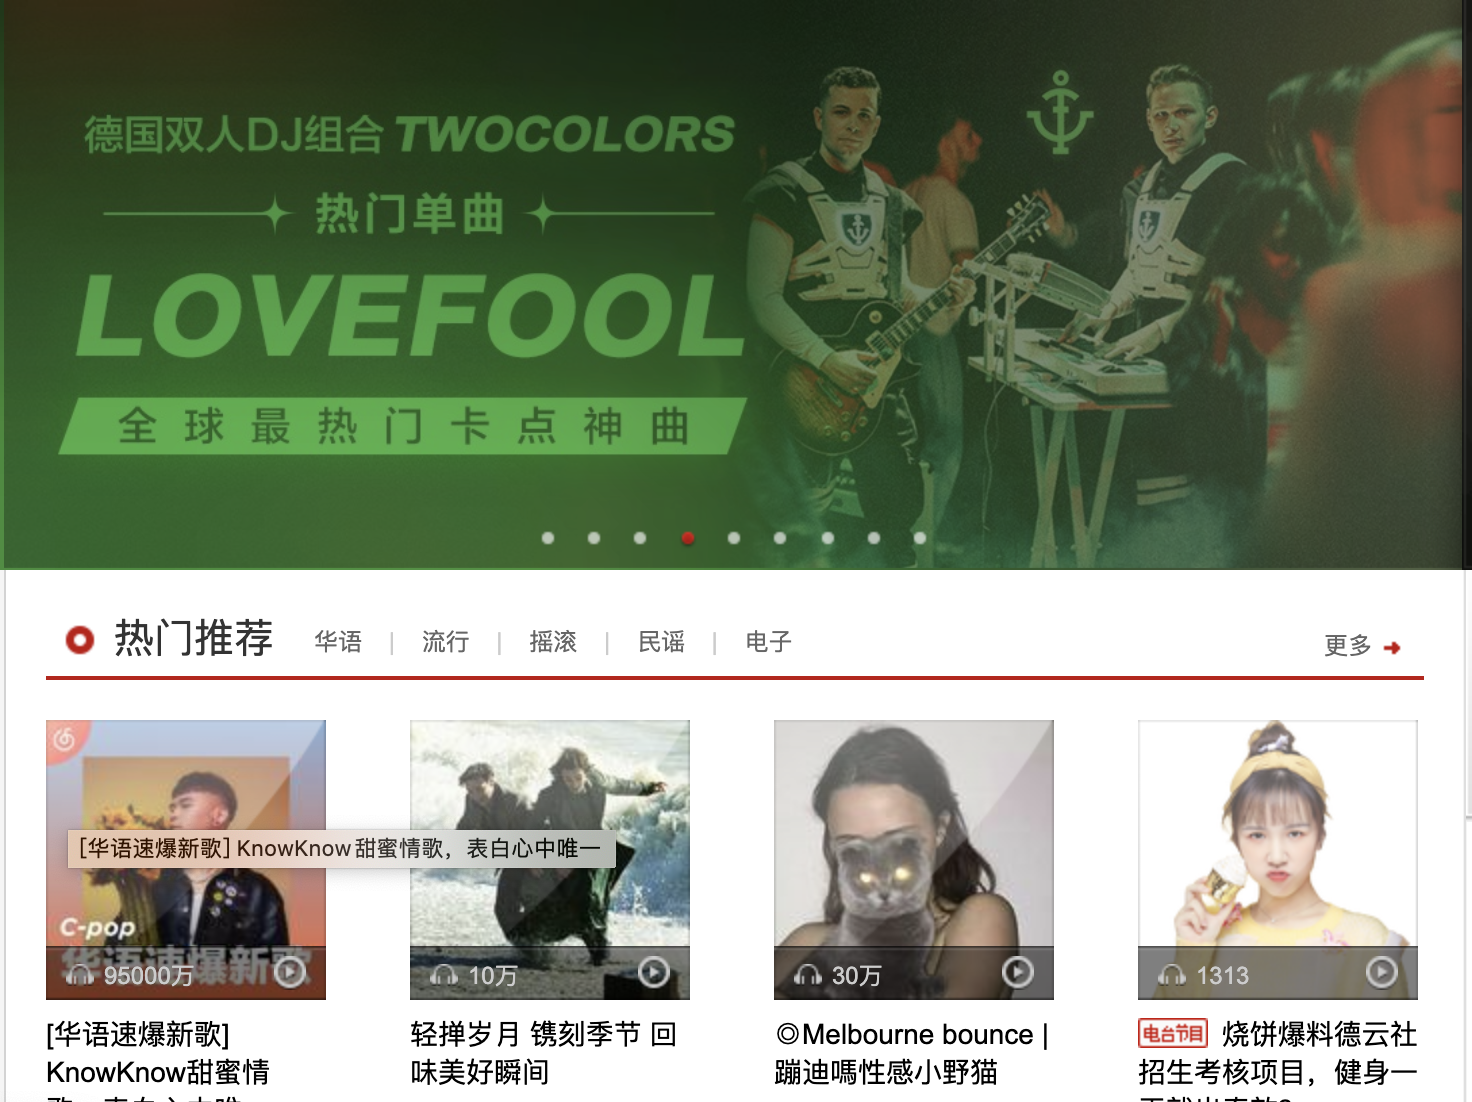 德国双人DJ组合 TWOCOLORS
热门单曲
LOVEFOOL
全球最热门卡点神曲
热门推荐 华语 | 流行 | 摇滚 | 民谣 | 电子 更多
[华语速爆新歌] KnowKnow甜蜜情歌，表白心中唯一
C-pop
华语速爆新歌
95000万
10万
30万
1313
[华语速爆新歌]
KnowKnow甜蜜情
轻掸岁月 镌刻季节 回
味美好瞬间
◎Melbourne bounce |
蹦迪嗎性感小野猫
电台节目 烧饼爆料德云社
招生考核项目，健身一